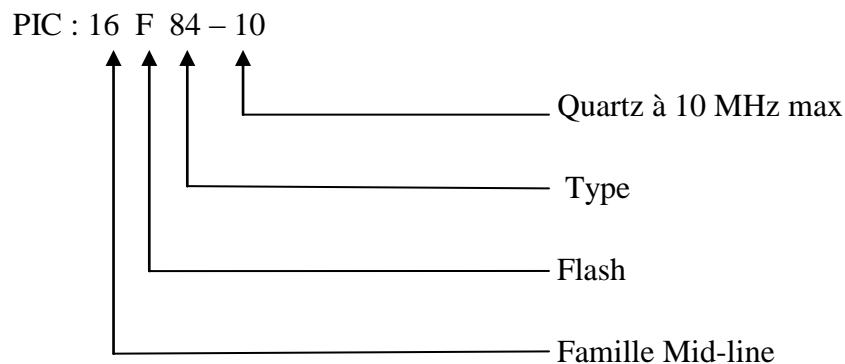 PIC : 16 F 84 – 10
Quartz à 10 MHz max
Type
Flash
Famille Mid-line